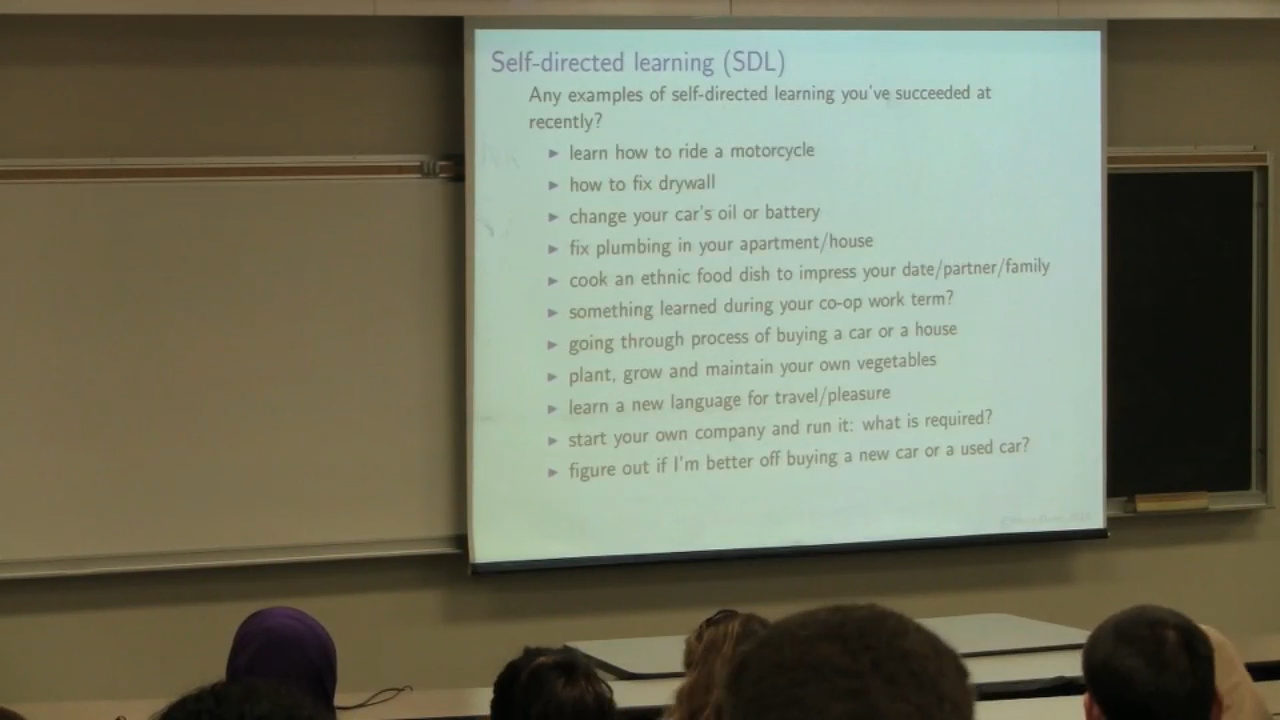 Self-directed learning (SDL)
Any examples of self-directed learning you've succeeded at
recently?
► learn how to ride a motorcycle
► how to fix drywall
► change your car's oil or battery
► fix plumbing in your apartment/house
► cook an ethnic food dish to impress your date/partner/family
► something learned during your co-op work term?
► going through process of buying a car or a house
► plant, grow and maintain your own vegetables
► learn a new language for travel/pleasure
► start your own company and run it: what is required?
► figure out if I'm better off buying a new car or a used car?